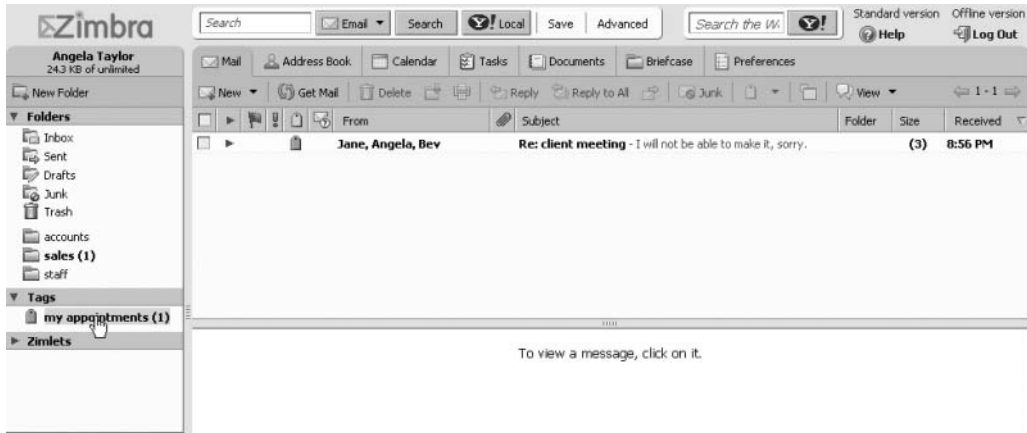 Zimbra
Search Email Search Y! Local Save Advanced Search the We Y! Standard version Offline version
Help Log Out
Angela Taylor
24.3 KB of unlimited
Mail Address Book Calendar Tasks Documents Briefcase Preferences
New Folder
New Get Mail Delete Reply Reply to All Junk View 1 - 1
Folders
From Subject Folder Size Received
Inbox
Jane, Angela, Bev Re: client meeting - I will not be able to make it, sorry. (3) 8:56 PM
Sent
Drafts
Junk
Trash
accounts
sales (1)
staff
Tags
my appointments (1)
Zimlets
To view a message, click on it.